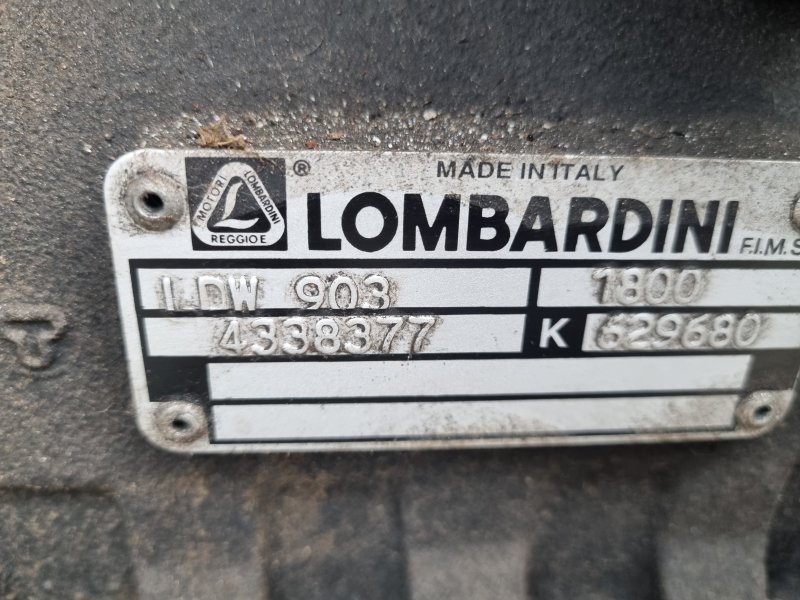 MADE IN ITALY
MOTORI LOMBARDINI
REGGIO E
® LOMBARDINI F.I.M.S
LDW 903 1800
4338377 K 629680